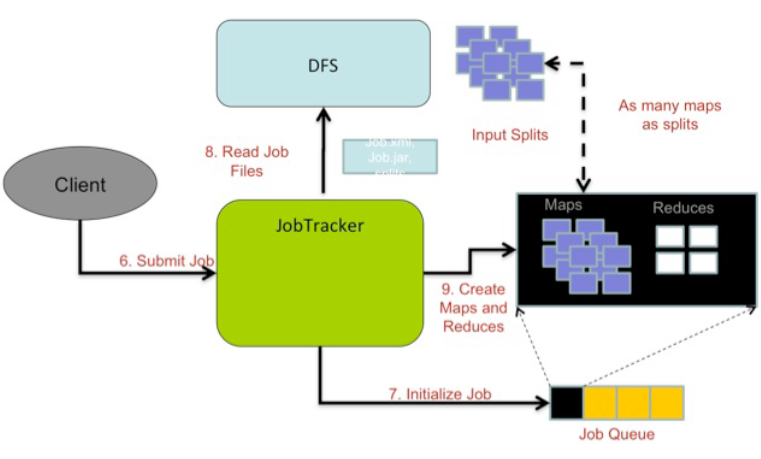 DFS
Input Splits
As many maps
as splits
8. Read Job
Files
Job.xml,
Job.jar,
splits
Client
JobTracker
Maps
Reduces
6. Submit Job
9. Create
Maps and
Reduces
7. Initialize Job
Job Queue